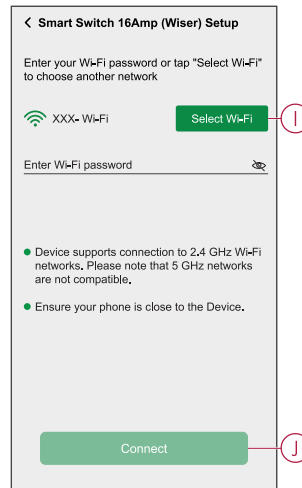 < Smart Switch 16Amp (Wiser) Setup
Enter your Wi-Fi password or tap "Select Wi-Fi"
to choose another network
XXX- Wi-Fi
Select Wi-Fi
I
Enter Wi-Fi password
• Device supports connection to 2.4 GHz Wi-Fi
networks. Please note that 5 GHz networks
are not compatible.
• Ensure your phone is close to the Device.
Connect
J